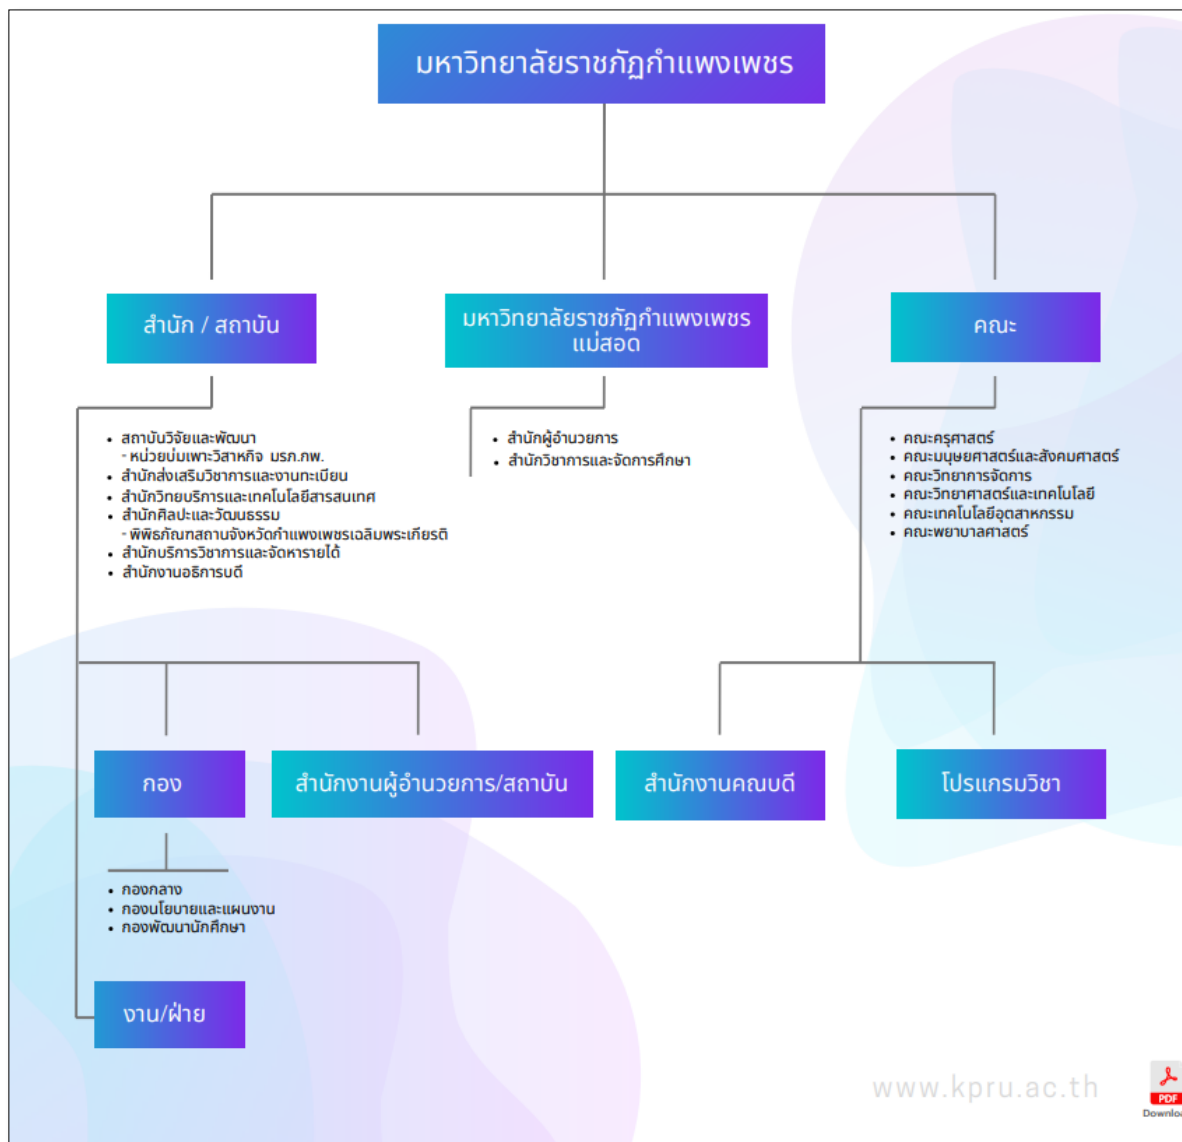 มหาวิทยาลัยราชภัฏกำแพงเพชร
สำนัก / สถาบัน
มหาวิทยาลัยราชภัฏกำแพงเพชร
แม่สอด
คณะ
• สถาบันวิจัยและพัฒนา
- หน่วยบ่มเพาะวิสาหกิจ มรภ.กพ.
• สำนักส่งเสริมวิชาการและงานทะเบียน
• สำนักวิทยบริการและเทคโนโลยีสารสนเทศ
• สำนักศิลปะและวัฒนธรรม
- พิพิธภัณฑสถานจังหวัดกำแพงเพชรเฉลิมพระเกียรติ
• สำนักบริการวิชาการและจัดหารายได้
• สำนักงานอธิการบดี
• สำนักผู้อำนวยการ
• สำนักวิชาการและจัดการศึกษา
• คณะครุศาสตร์
• คณะมนุษยศาสตร์และสังคมศาสตร์
• คณะวิทยาการจัดการ
• คณะวิทยาศาสตร์และเทคโนโลยี
• คณะเทคโนโลยีอุตสาหกรรม
• คณะพยาบาลศาสตร์
กอง
สำนักงานผู้อำนวยการ/สถาบัน
สำนักงานคณบดี
โปรแกรมวิชา
• กองกลาง
• กองนโยบายและแผนงาน
• กองพัฒนานักศึกษา
งาน/ฝ่าย
www.kpru.ac.th
PDF
Downloa